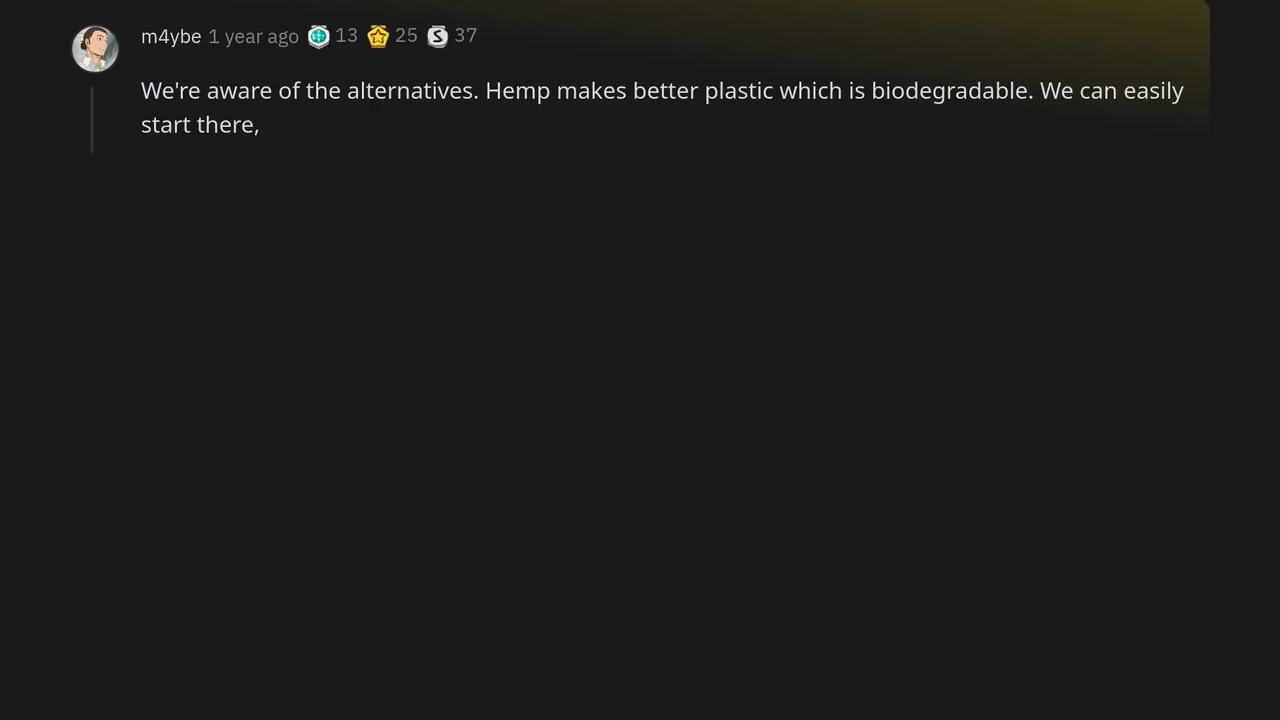 m4ybe 1 year ago 13 25 S 37
We're aware of the alternatives. Hemp makes better plastic which is biodegradable. We can easily
start there,